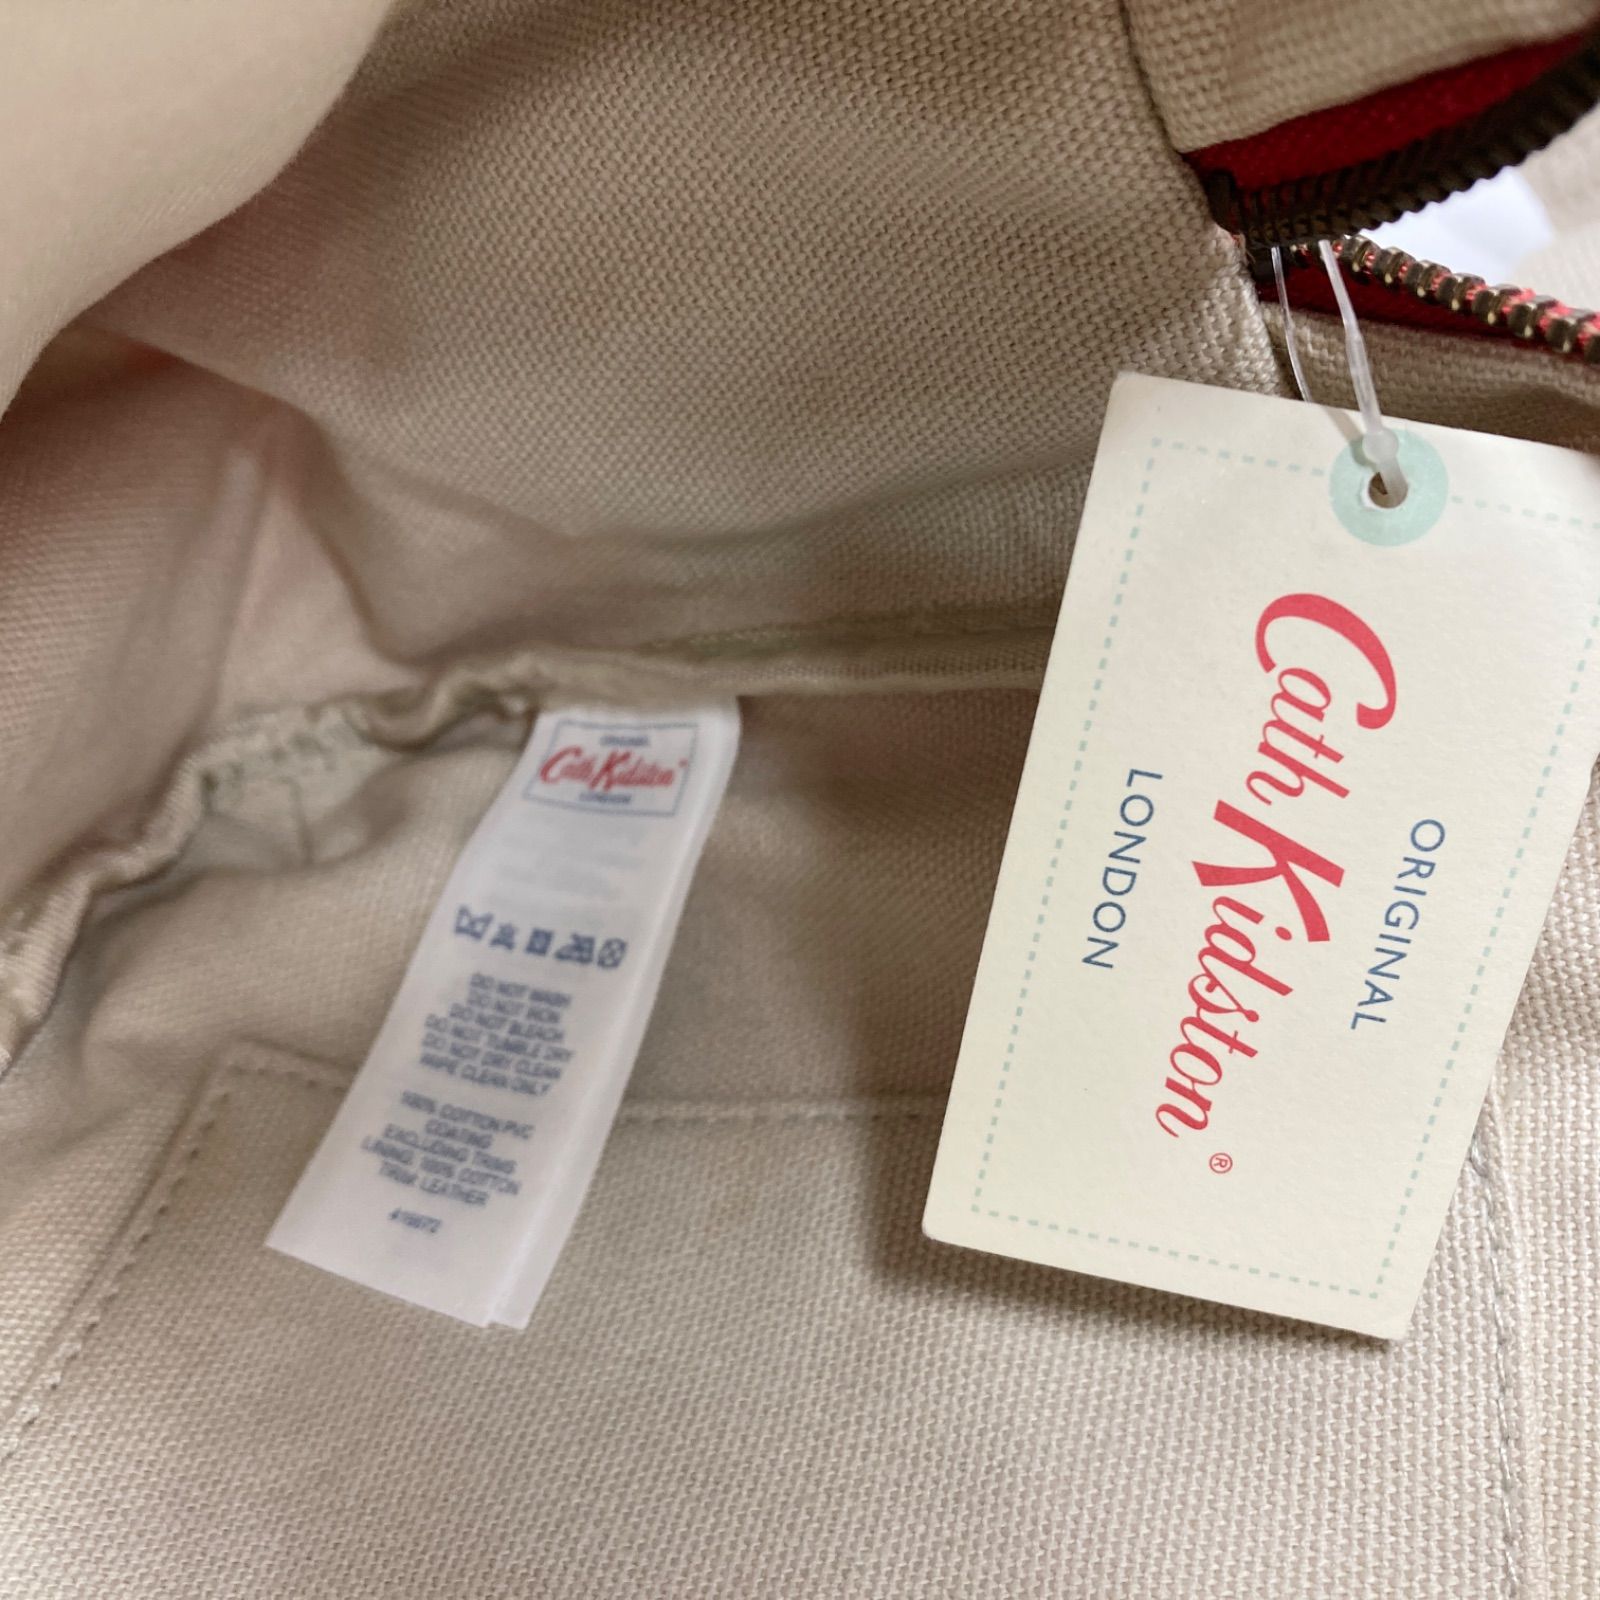 ORIGINAL
Cath Kidston®
LONDON
Cath Kidston
LONDON
DO NOT WASH
DO NOT IRON
DO NOT BLEACH
DO NOT TUMBLE DRY
DO NOT DRY CLEAN
WIPE CLEAN ONLY
100% COTTON PVC
COATING
EXCLUDING TRIMS
LINING, 100% COTTON
TRIM LEATHER